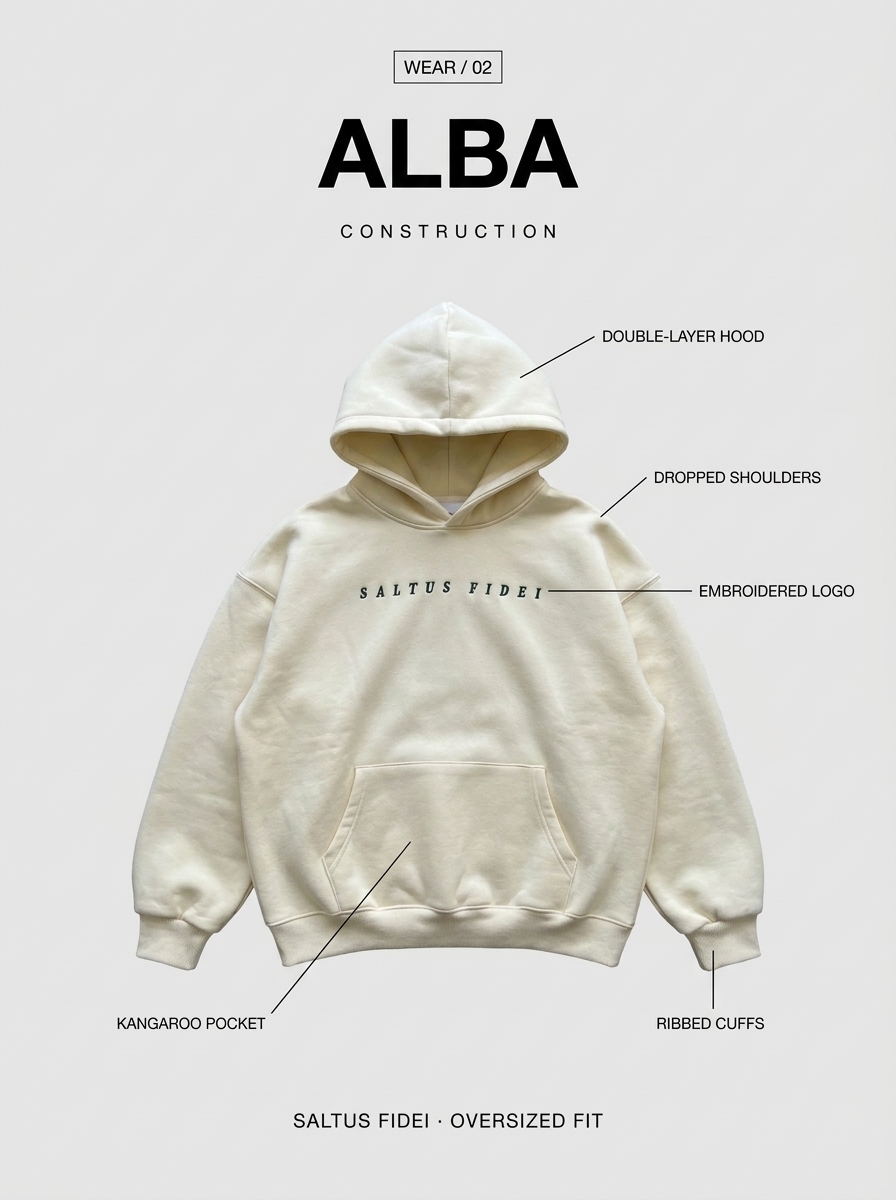 WEAR / 02
ALBA
CONSTRUCTION
DOUBLE-LAYER HOOD
DROPPED SHOULDERS
SALTUS FIDEI
EMBROIDERED LOGO
KANGAROO POCKET
RIBBED CUFFS
SALTUS FIDEI · OVERSIZED FIT